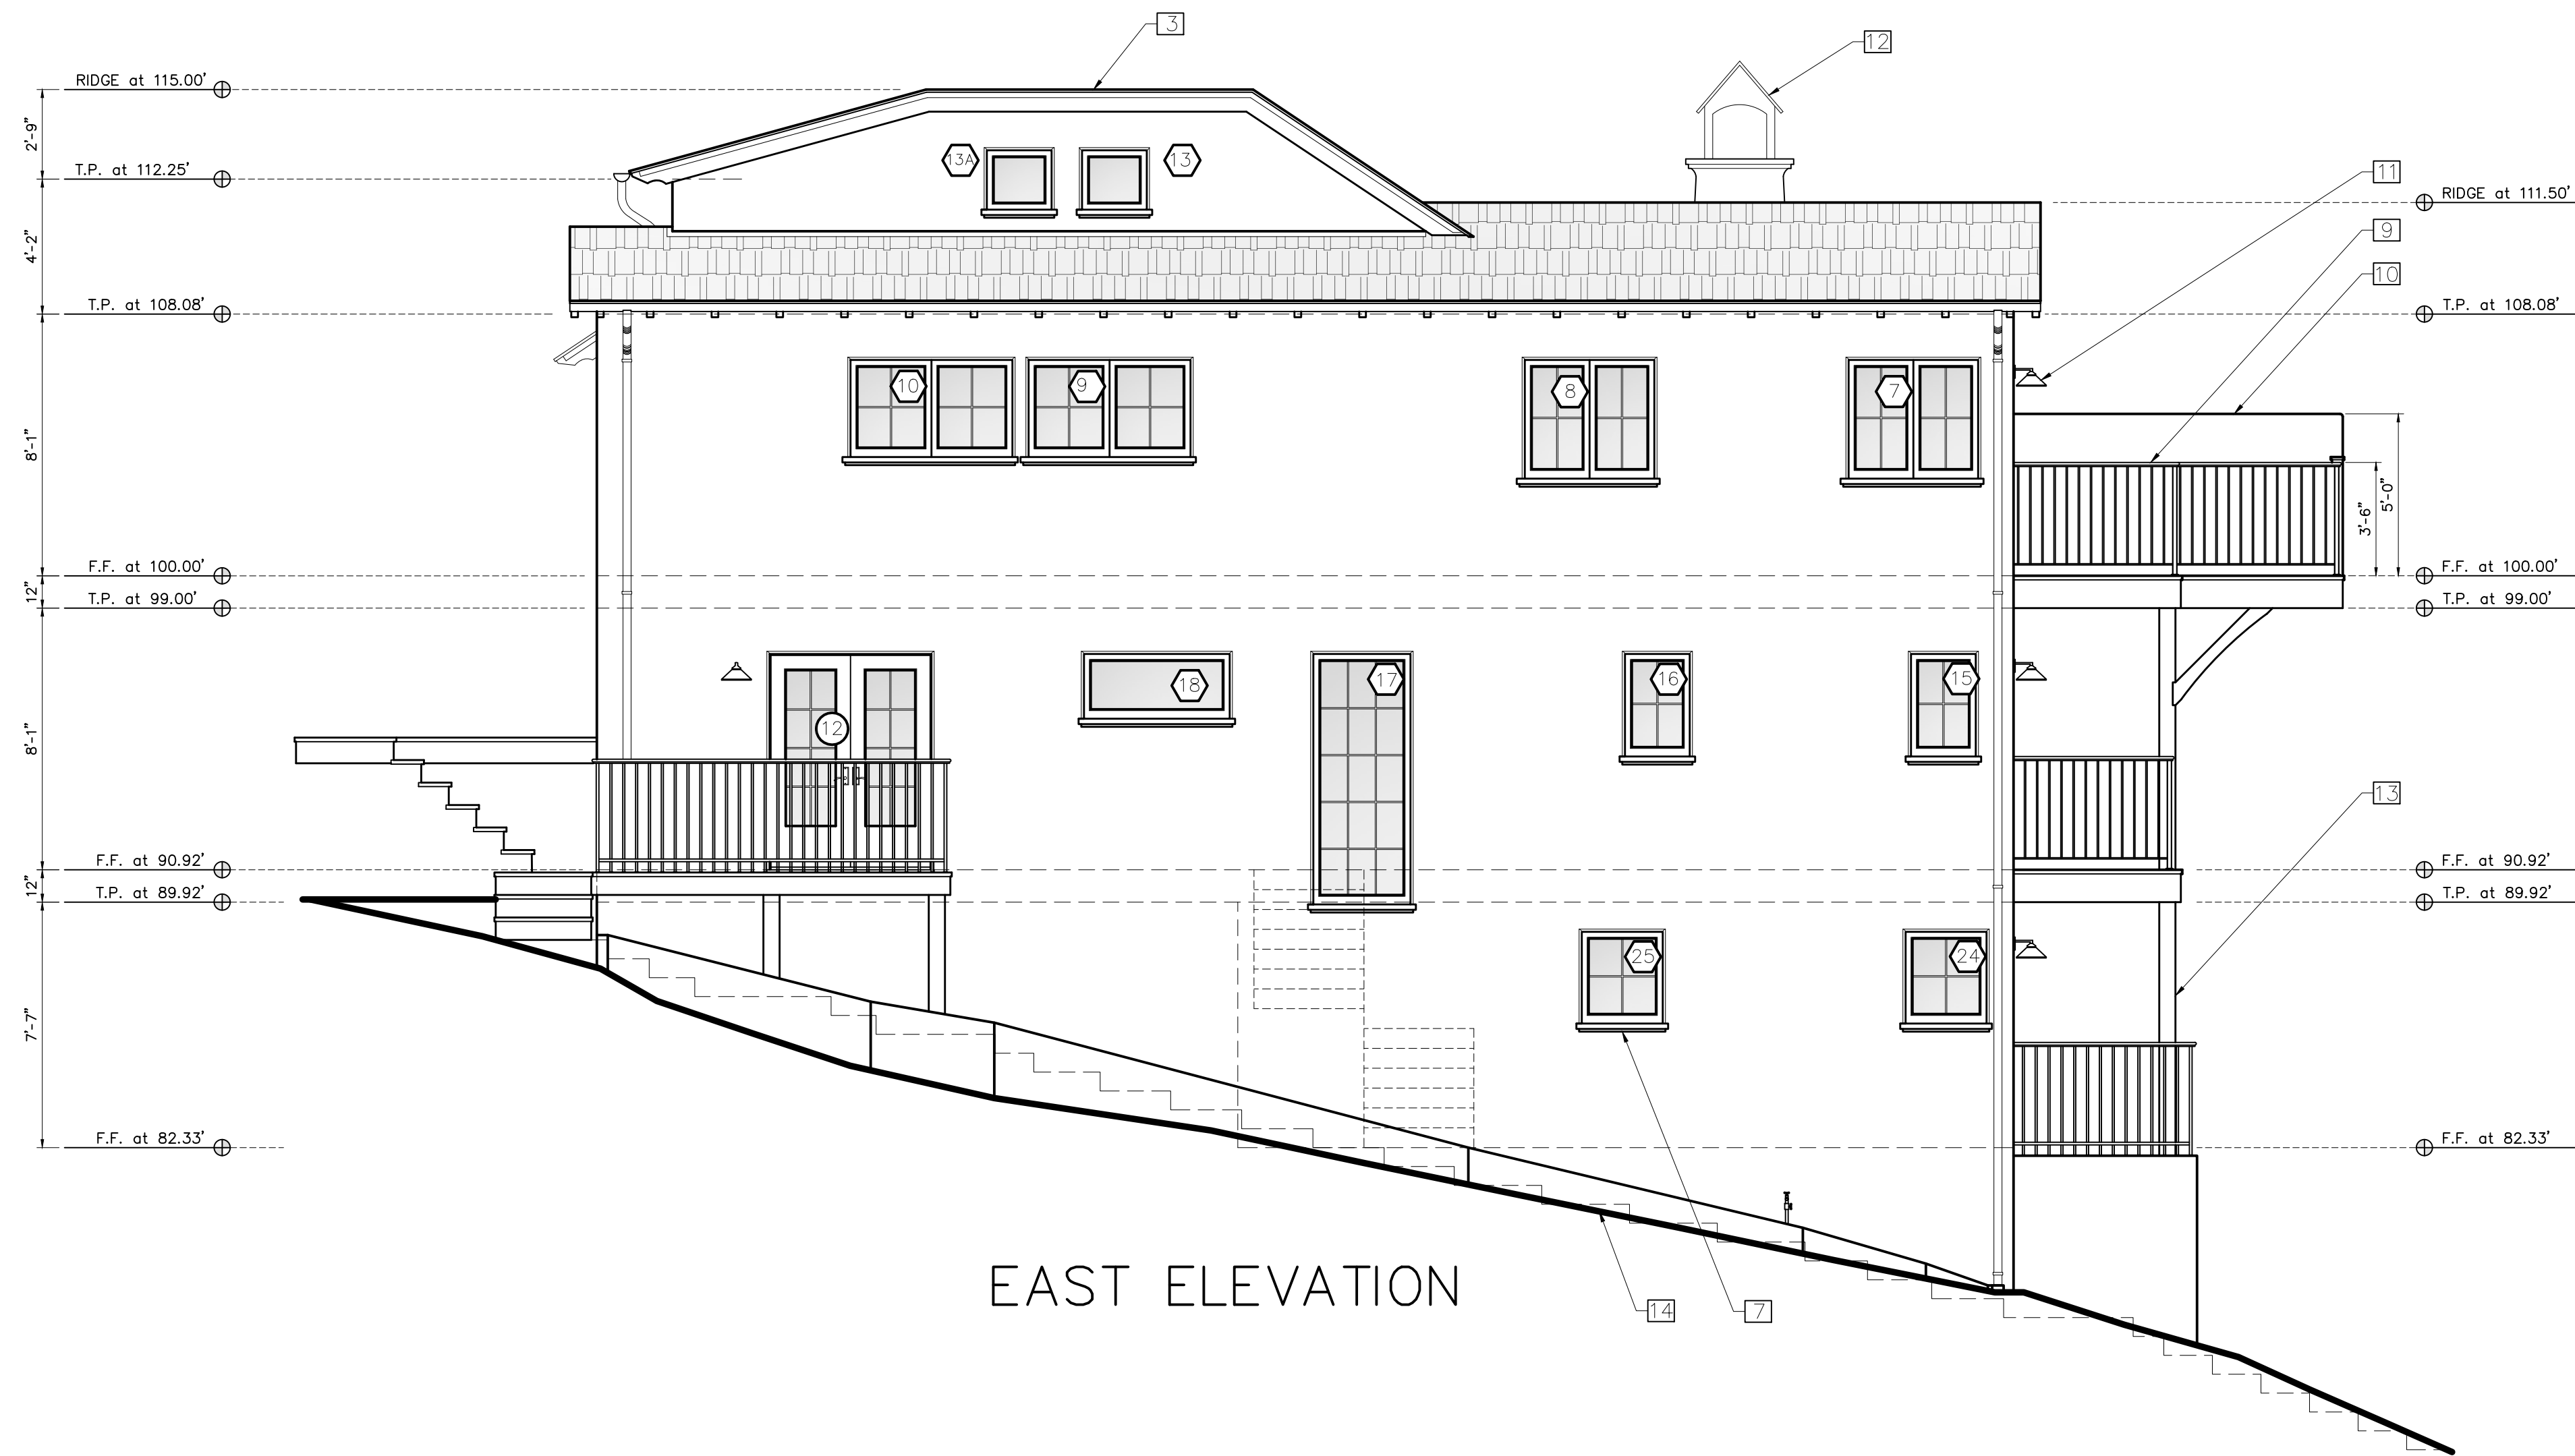 3
12
RIDGE at 115.00'
2'-9"
13A
13
T.P. at 112.25'
11
RIDGE at 111.50'
9
4'-2"
10
T.P. at 108.08'
T.P. at 108.08'
10
9
8
7
8'-1"
5'-0"
3'-6"
F.F. at 100.00'
F.F. at 100.00'
12"
T.P. at 99.00'
T.P. at 99.00'
18
17
16
15
12
8'-1"
13
F.F. at 90.92'
F.F. at 90.92'
12"
T.P. at 89.92'
T.P. at 89.92'
25
24
7'-7"
F.F. at 82.33'
F.F. at 82.33'
EAST ELEVATION
14
7